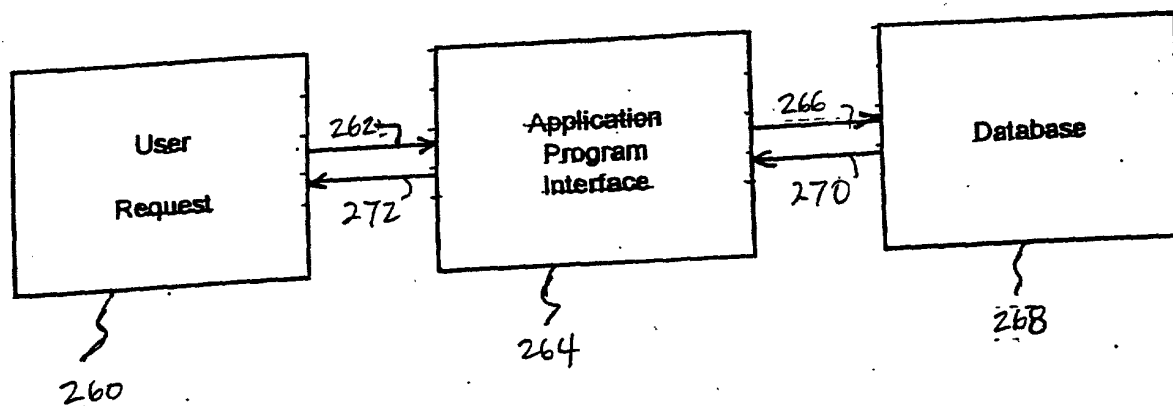 User
Request
262
272
Application
Program
Interface
266
270
Database
260
264
268